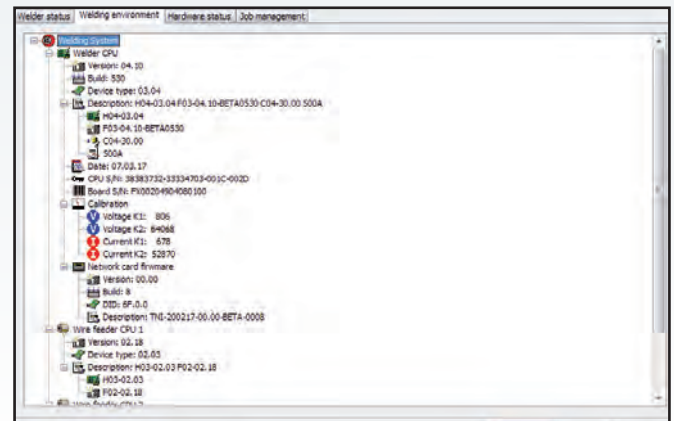 Welder status
Welding environment
Hardware status
Job management
Welding System
Welder CPU
Version: 04.10
Build: 530
Device type: 03.04
Description: H04-03.04 F03-04.10-BETA0530 C04-30.00 500A
H04-03.04
F03-04.10-BETA0530
C04-30.00
500A
Date: 07.03.17
CPU S/N: 38383732-33334703-001C-002D
Board S/N: FX00204904080100
Calibration
Voltage K1: 806
Voltage K2: 64068
Current K1: 678
Current K2: 52870
Network card firmware
Version: 00.00
Build: 8
DID: 6F.0.0
Description: TNI-200217-00.00-BETA-0008
Wire feeder CPU 1
Version: 02.18
Device type: 02.03
Description: H03-02.03 F02-02.18
H03-02.03
F02-02.18
Wire feeder CPU 2